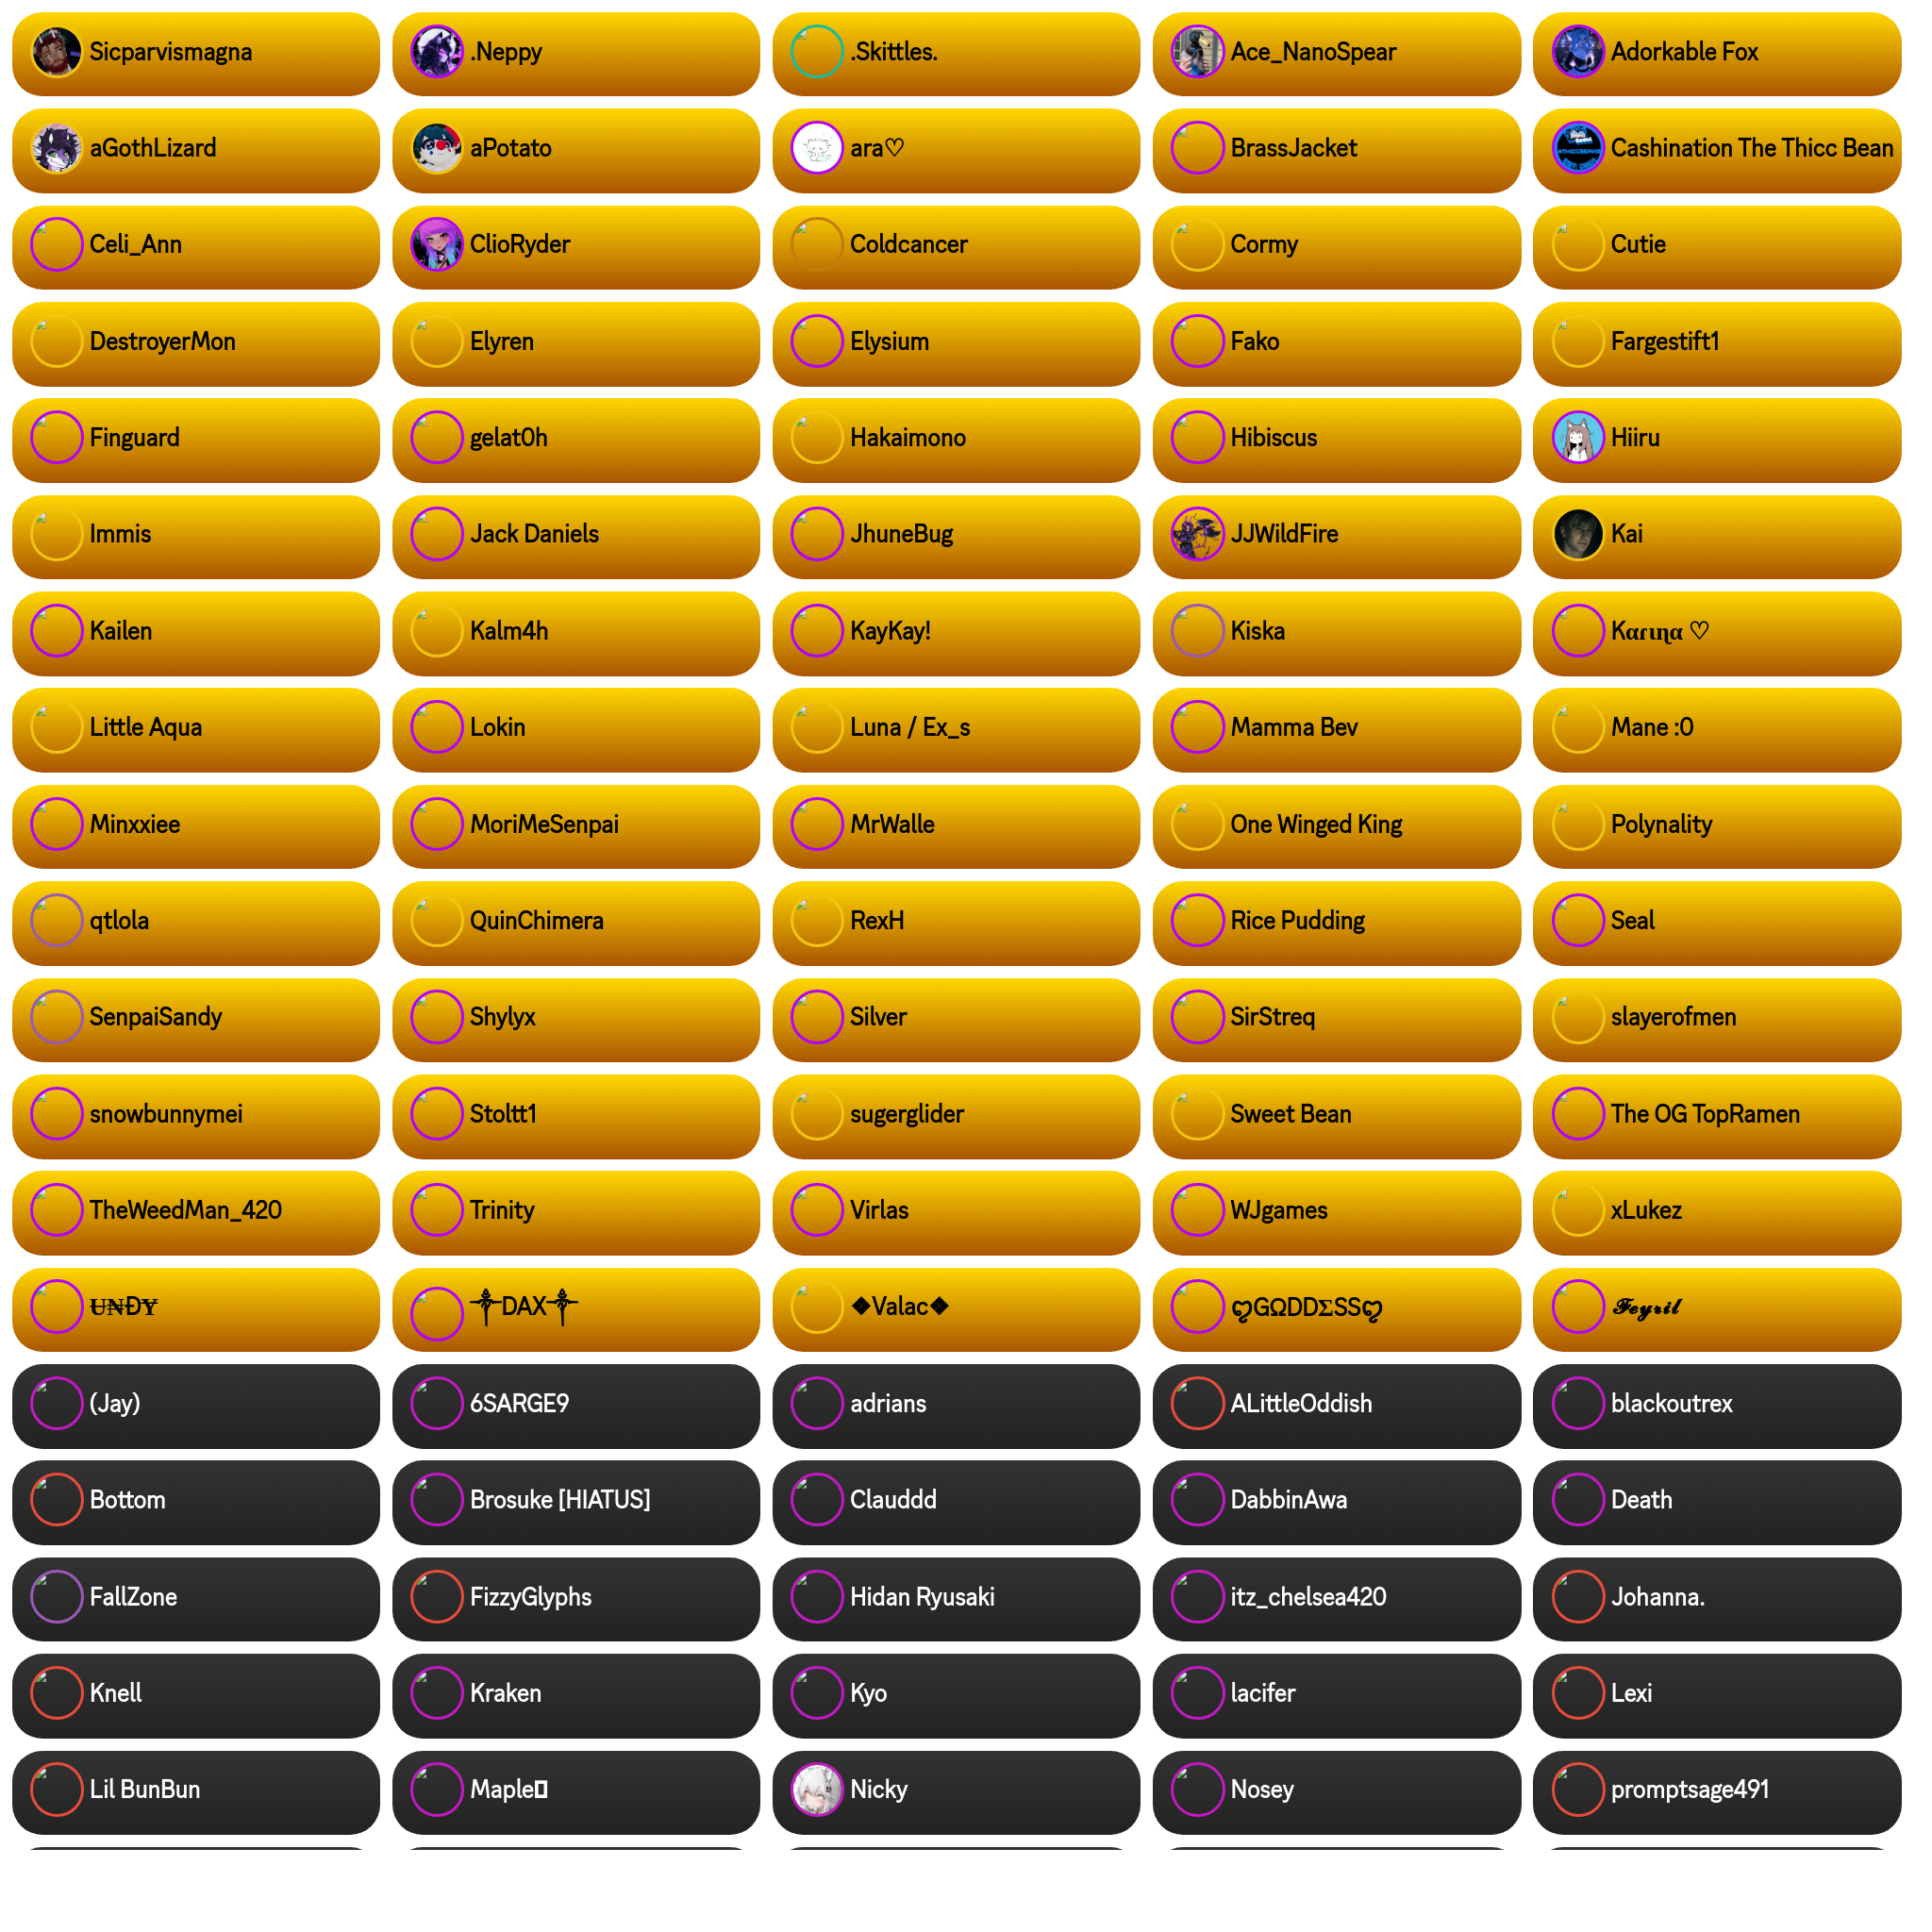 Sicparvismagna
.Neppy
.Skittles.
Ace_NanoSpear
Adorkable Fox
aGothLizard
aPotato
ara♡
BrassJacket
Cashination The Thicc Bean
Celi_Ann
ClioRyder
Coldcancer
Cormy
Cutie
DestroyerMon
Elyren
Elysium
Fako
Fargestift1
Finguard
gelat0h
Hakaimono
Hibiscus
Hiiru
Immis
Jack Daniels
JhuneBug
JJWildFire
Kai
Kailen
Kalm4h
KayKay!
Kiska
Kαɾιɳα ♡
Little Aqua
Lokin
Luna / Ex_s
Mamma Bev
Mane :0
Minxxiee
MoriMeSenpai
MrWalle
One Winged King
Polynality
qtlola
QuinChimera
RexH
Rice Pudding
Seal
SenpaiSandy
Shylyx
Silver
SirStreq
slayerofmen
snowbunnymei
Stoltt1
sugerglider
Sweet Bean
The OG TopRamen
TheWeedMan_420
Trinity
Virlas
WJgames
xLukez
Ʉ₦ĐɎ
༒DAX༒
❖Valac❖
ღGΩDDΣSSღ
𝓕𝓮𝔂𝓻𝓲𝓵
(Jay)
6SARGE9
adrians
ALittleOddish
blackoutrex
Bottom
Brosuke [HIATUS]
Clauddd
DabbinAwa
Death
FallZone
FizzyGlyphs
Hidan Ryusaki
itz_chelsea420
Johanna.
Knell
Kraken
Kyo
lacifer
Lexi
Lil BunBun
Maple
Nicky
Nosey
promptsage491